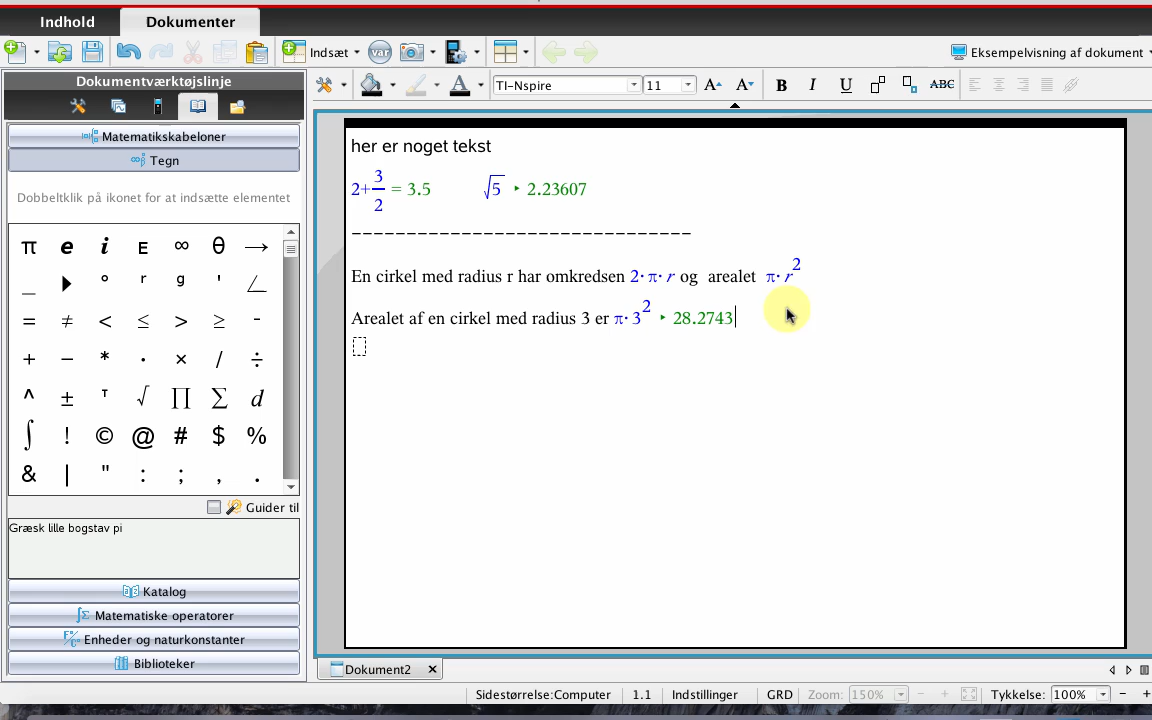 Indhold Dokumenter
Indsæt var Eksempelvisning af dokument
Dokumentværktøjslinje
TI-Nspire 11 A A B I U ABC
Matematikskabeloner
Tegn
Dobbeltklik på ikonet for at indsætte elementet
π e i E ∞ θ →
_ ▶ ° r g ' ∠
= ≠ < ≤ > ≥ -
+ − * · × / ÷
^ ± T √ ∏ ∑ d
∫ ! © @ # $ %
& | " : ; , .
Guider til
Græsk lille bogstav pi
Katalog
Matematiske operatorer
Enheder og naturkonstanter
Biblioteker
her er noget tekst
2+3/2 = 3.5 √5 ▸ 2.23607
-------------------------------
En cirkel med radius r har omkredsen 2·π·r og arealet π·r²
Arealet af en cirkel med radius 3 er π·3² ▸ 28.2743
Dokument2
Sidestørrelse:Computer 1.1 Indstillinger GRD Zoom: 150% − + Tykkelse: 100% − +